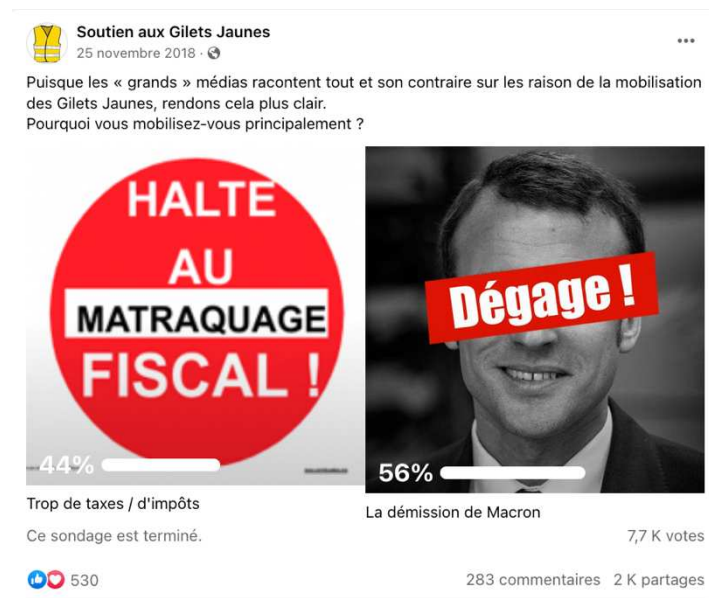 Soutien aux Gilets Jaunes
25 novembre 2018 ·
Puisque les « grands » médias racontent tout et son contraire sur les raison de la mobilisation
des Gilets Jaunes, rendons cela plus clair.
Pourquoi vous mobilisez-vous principalement ?
HALTE
AU
MATRAQUAGE
FISCAL !
44%
Dégage !
56%
Trop de taxes / d'impôts
La démission de Macron
Ce sondage est terminé.
7,7 K votes
530
283 commentaires 2 K partages